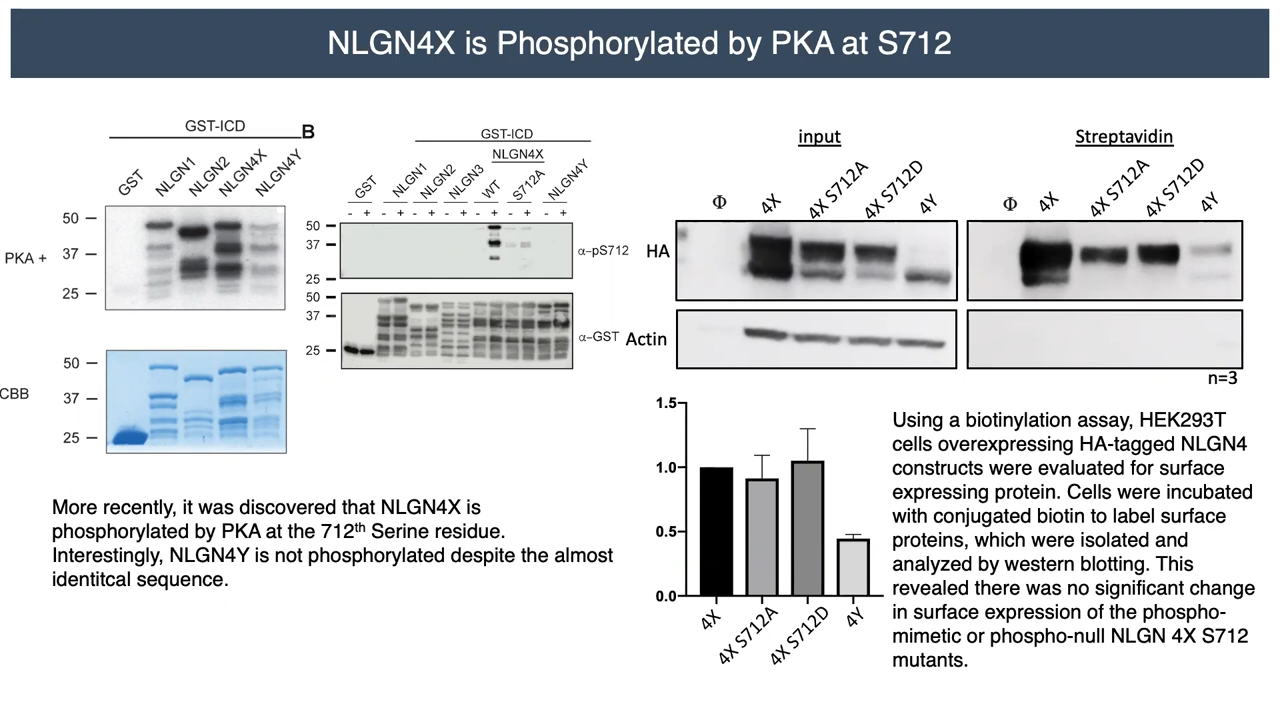 NLGN4X is Phosphorylated by PKA at S712
GST-ICD
GST
NLGN1
NLGN2
NLGN4X
NLGN4Y
50
PKA +
37
25
50
CBB
37
25
B
GST-ICD
NLGN4X
GST
NLGN1
NLGN2
NLGN3
WT
S712A
NLGN4Y
- + - + - + - + - + - + - +
50
37
α-pS712
25
50
37
α-GST
25
input
Streptavidin
Φ 4X 4X S712A 4X S712D 4Y
Φ 4X 4X S712A 4X S712D 4Y
HA
Actin
n=3
1.5
1.0
0.5
0.0
4X
4X S712A
4X S712D
4Y
More recently, it was discovered that NLGN4X is
phosphorylated by PKA at the 712th Serine residue.
Interestingly, NLGN4Y is not phosphorylated despite the almost
identitcal sequence.
Using a biotinylation assay, HEK293T
cells overexpressing HA-tagged NLGN4
constructs were evaluated for surface
expressing protein. Cells were incubated
with conjugated biotin to label surface
proteins, which were isolated and
analyzed by western blotting. This
revealed there was no significant change
in surface expression of the phospho-
mimetic or phospho-null NLGN 4X S712
mutants.